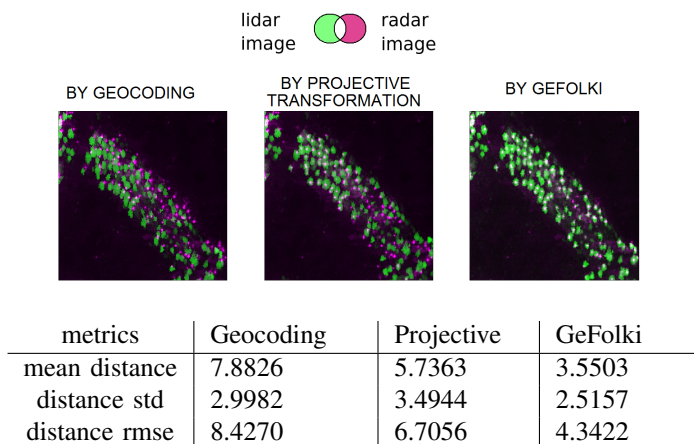 lidar image
radar image
BY GEOCODING
BY PROJECTIVE
TRANSFORMATION
BY GEFOLKI
metrics Geocoding Projective GeFolki
mean distance 7.8826 5.7363 3.5503
distance std 2.9982 3.4944 2.5157
distance rmse 8.4270 6.7056 4.3422